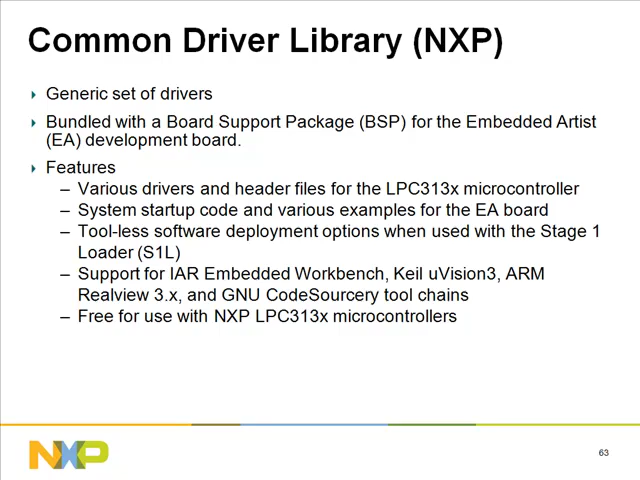 Common Driver Library (NXP)
Generic set of drivers
Bundled with a Board Support Package (BSP) for the Embedded Artist
(EA) development board.
Features
– Various drivers and header files for the LPC313x microcontroller
– System startup code and various examples for the EA board
– Tool-less software deployment options when used with the Stage 1
Loader (S1L)
– Support for IAR Embedded Workbench, Keil uVision3, ARM
Realview 3.x, and GNU CodeSourcery tool chains
– Free for use with NXP LPC313x microcontrollers
NXP
63